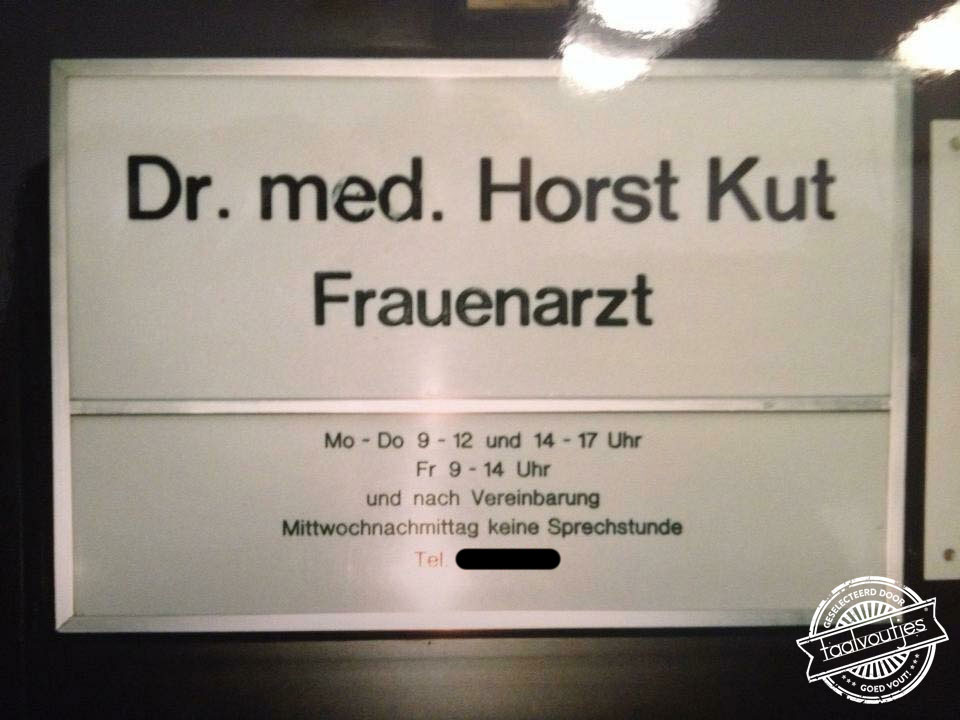 Dr. med. Horst Kut
Frauenarzt
Mo - Do 9 - 12 und 14 - 17 Uhr
Fr 9 - 14 Uhr
und nach Vereinbarung
Mittwochnachmittag keine Sprechstunde
Tel.
GESELECTEERD DOOR
taalvoutjes
GOED VOUT!